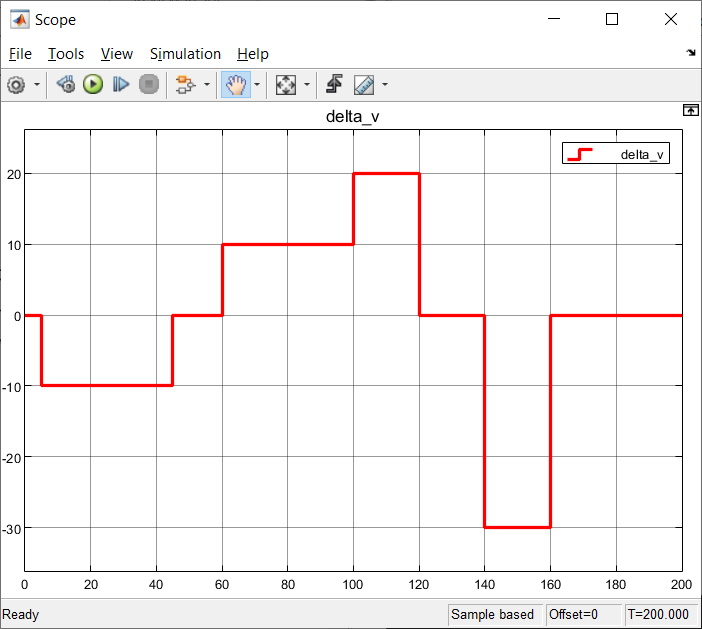 Scope
File Tools View Simulation Help
delta_v
delta_v
20
10
0
-10
-20
-30
0 20 40 60 80 100 120 140 160 180 200
Ready Sample based Offset=0 T=200.000